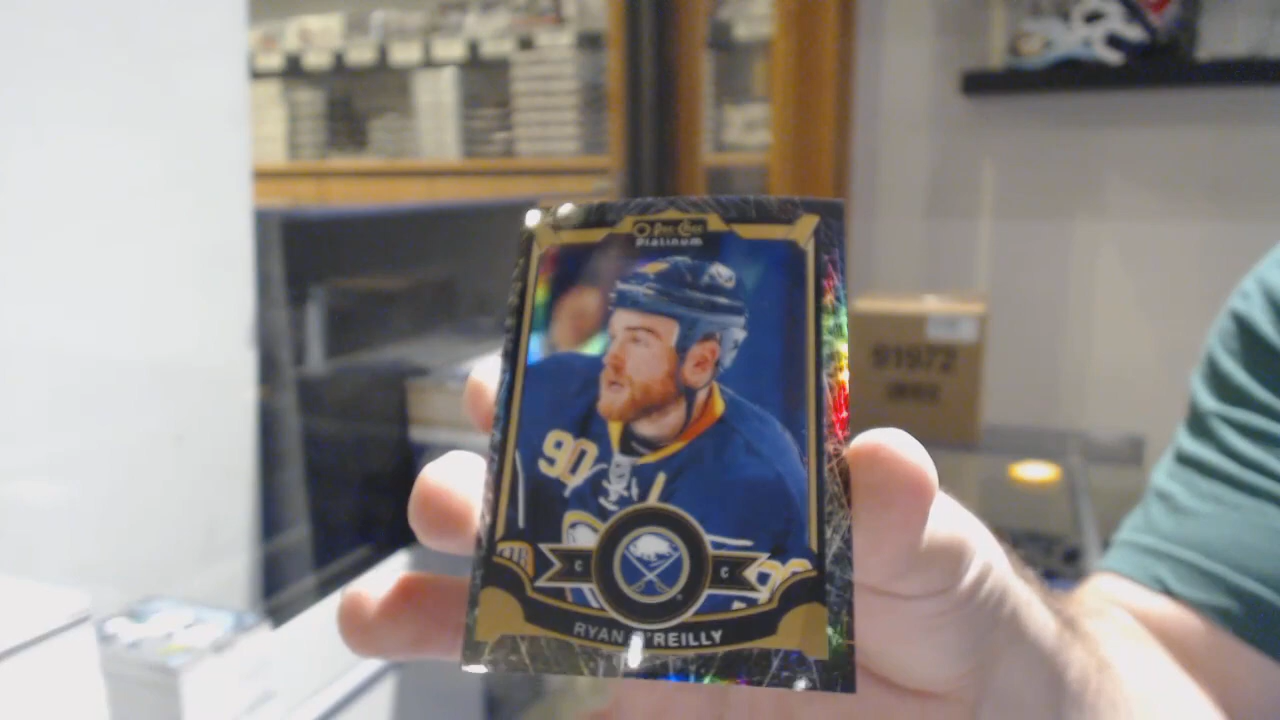 O-Pee-Chee
Platinum
90
C C
RYAN O'REILLY
91972